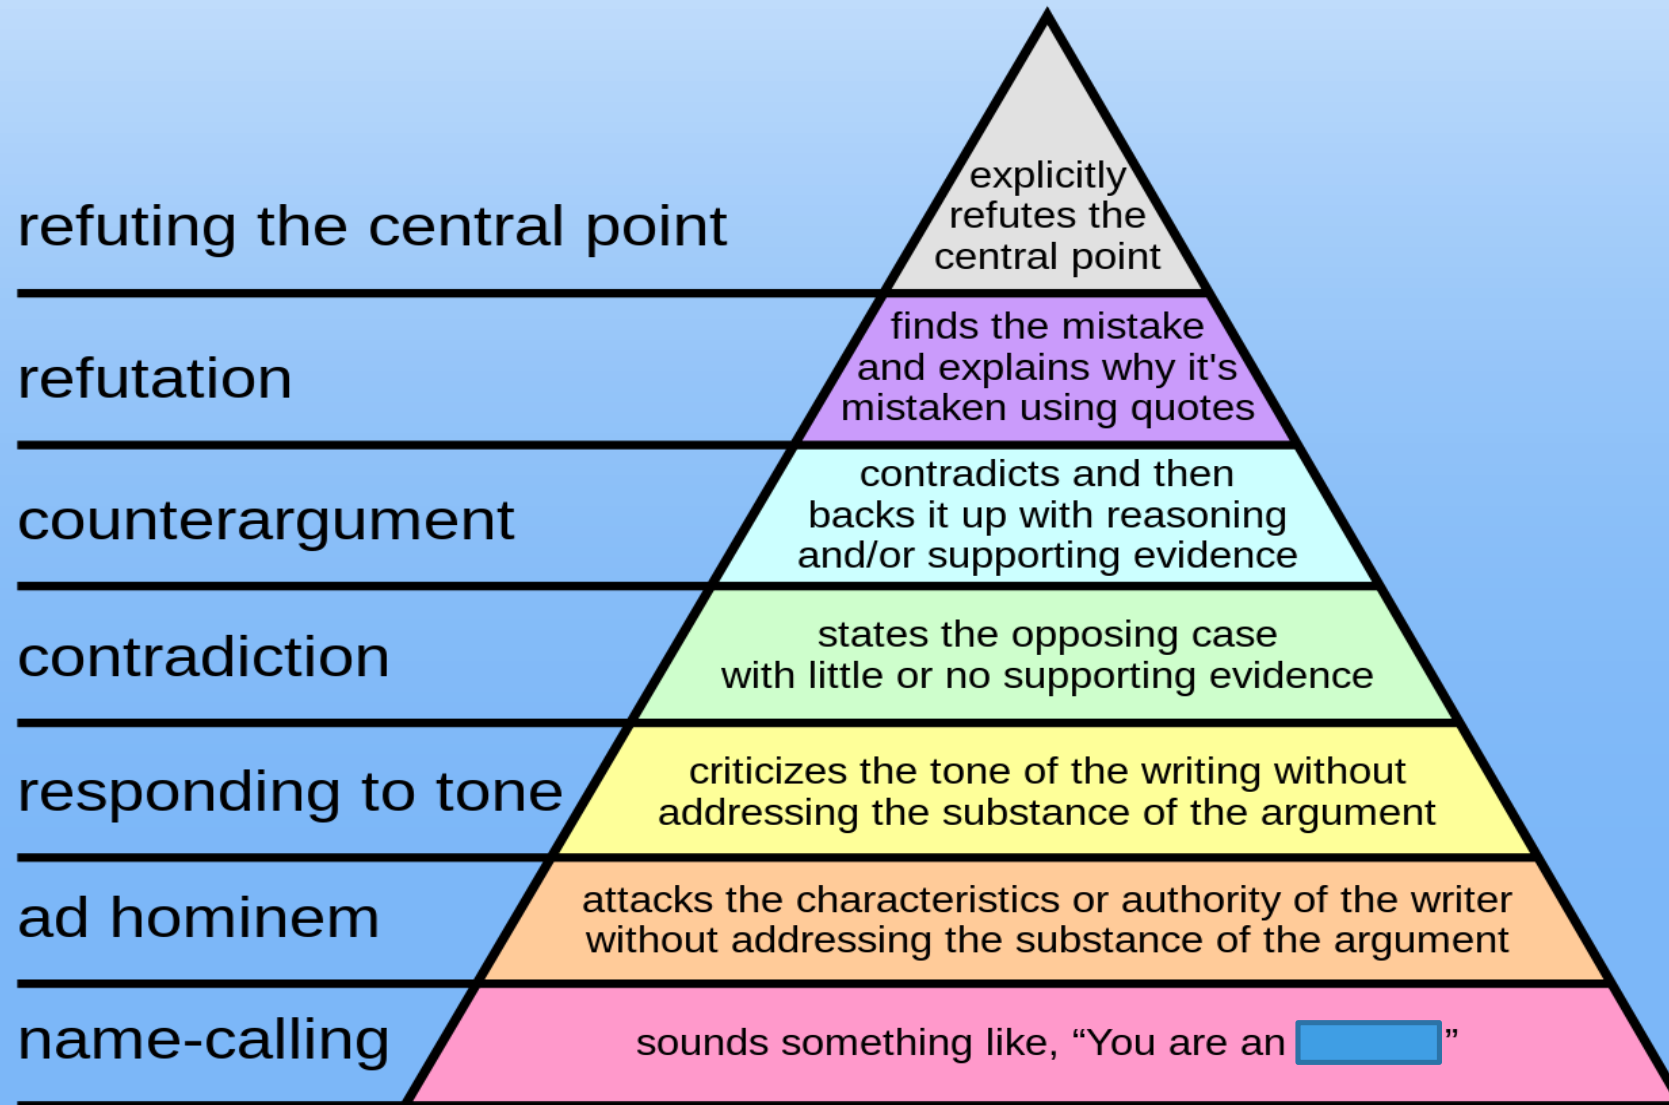 refuting the central point
explicitly
refutes the
central point
refutation
finds the mistake
and explains why it's
mistaken using quotes
counterargument
contradicts and then
backs it up with reasoning
and/or supporting evidence
contradiction
states the opposing case
with little or no supporting evidence
responding to tone
criticizes the tone of the writing without
addressing the substance of the argument
ad hominem
attacks the characteristics or authority of the writer
without addressing the substance of the argument
name-calling
sounds something like, “You are an ”